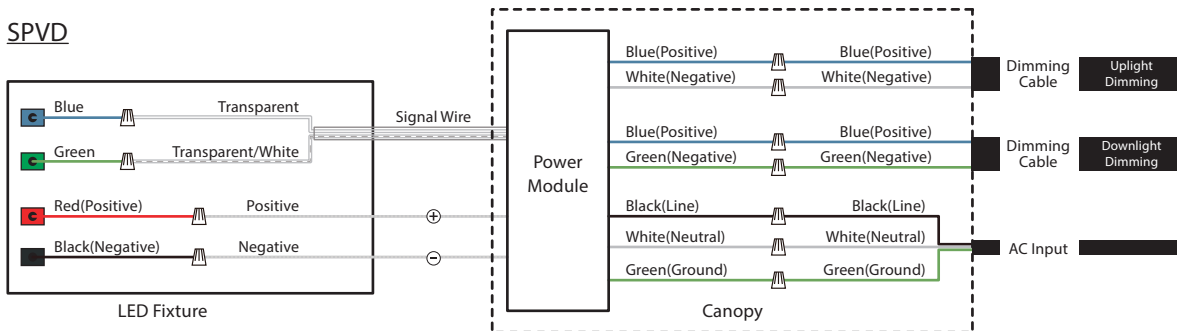 SPVD
Blue
Transparent
Green
Transparent/White
Red(Positive)
Positive
Black(Negative)
Negative
LED Fixture
Signal Wire
+
−
Power
Module
Blue(Positive)
Blue(Positive)
White(Negative)
White(Negative)
Dimming
Cable
Uplight
Dimming
Blue(Positive)
Blue(Positive)
Green(Negative)
Green(Negative)
Dimming
Cable
Downlight
Dimming
Black(Line)
Black(Line)
White(Neutral)
White(Neutral)
Green(Ground)
Green(Ground)
AC Input
Canopy